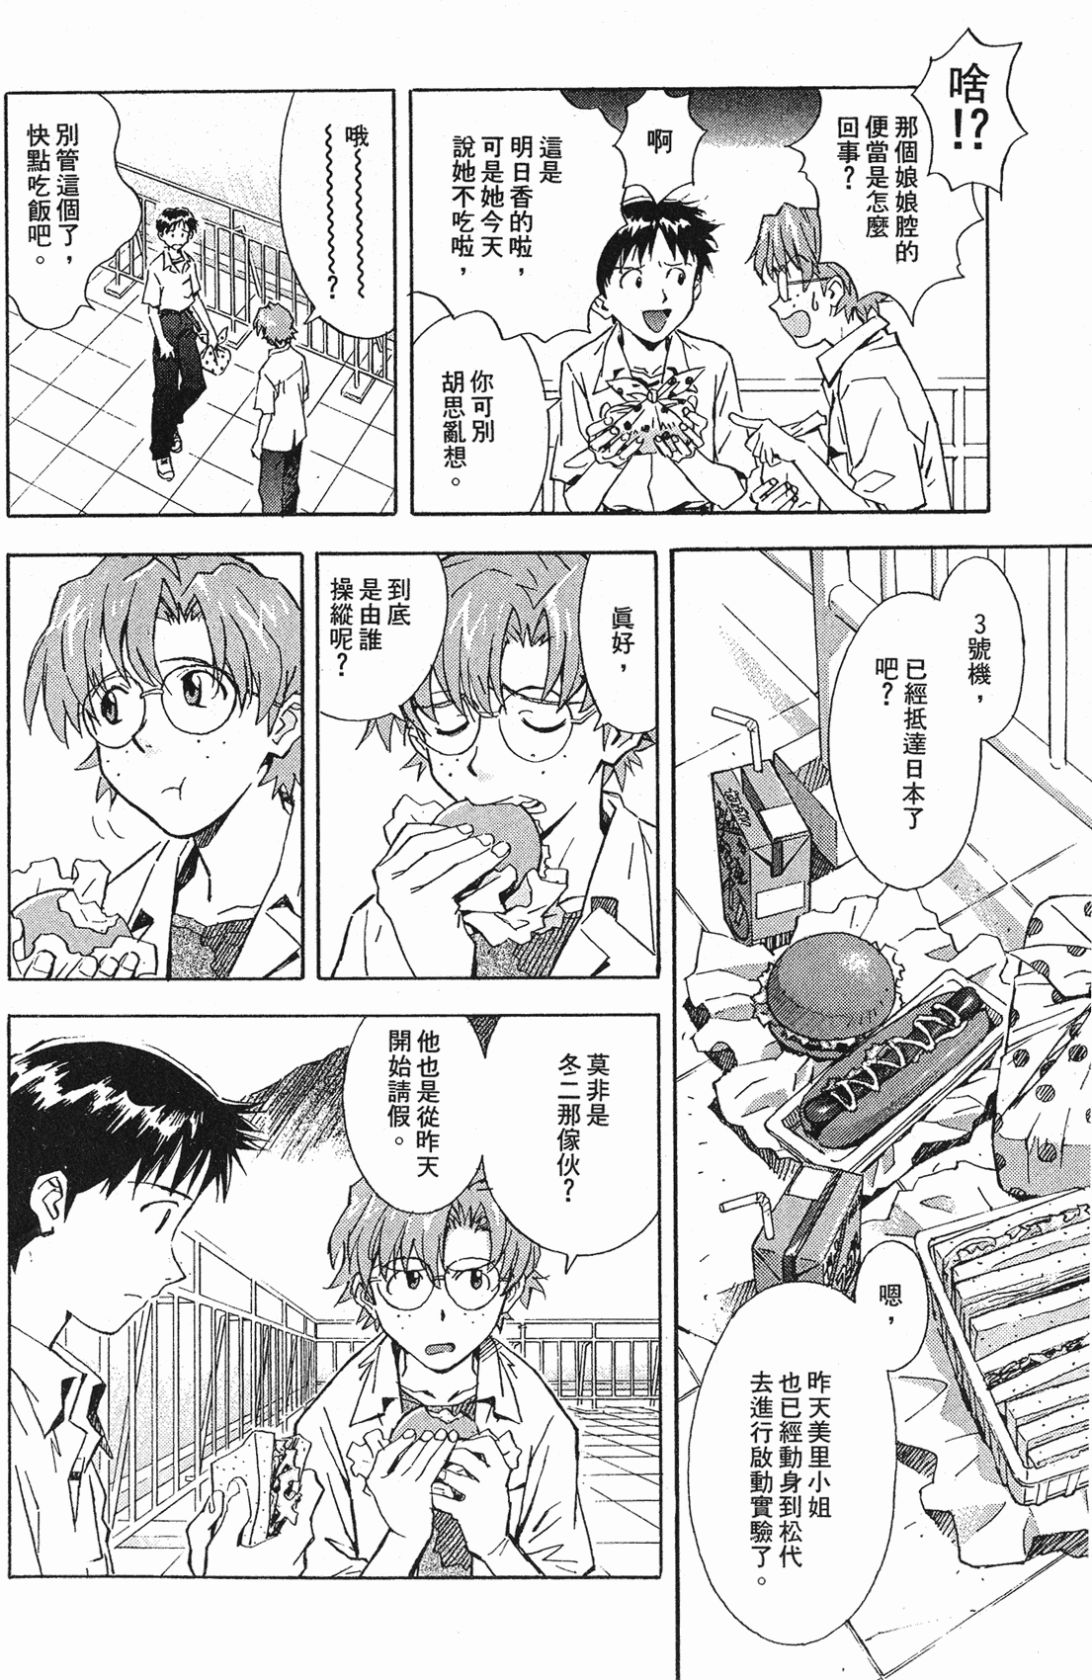 啥!?
那個娘娘腔的
便當是怎麼
回事？
啊
這是
明日香的啦，
可是她今天
說她不吃啦，
你可別
胡思亂想。
哦～～～～～～～～～？
別管這個了，
快點吃飯吧。
3號機，
已經抵達日本了
吧？
嗯，
昨天美里小姐
也已經動身到松代
去進行啟動實驗了。
眞好，
到底
是由誰
操縱呢？
莫非是
冬二那傢伙？
他也是從昨天
開始請假。